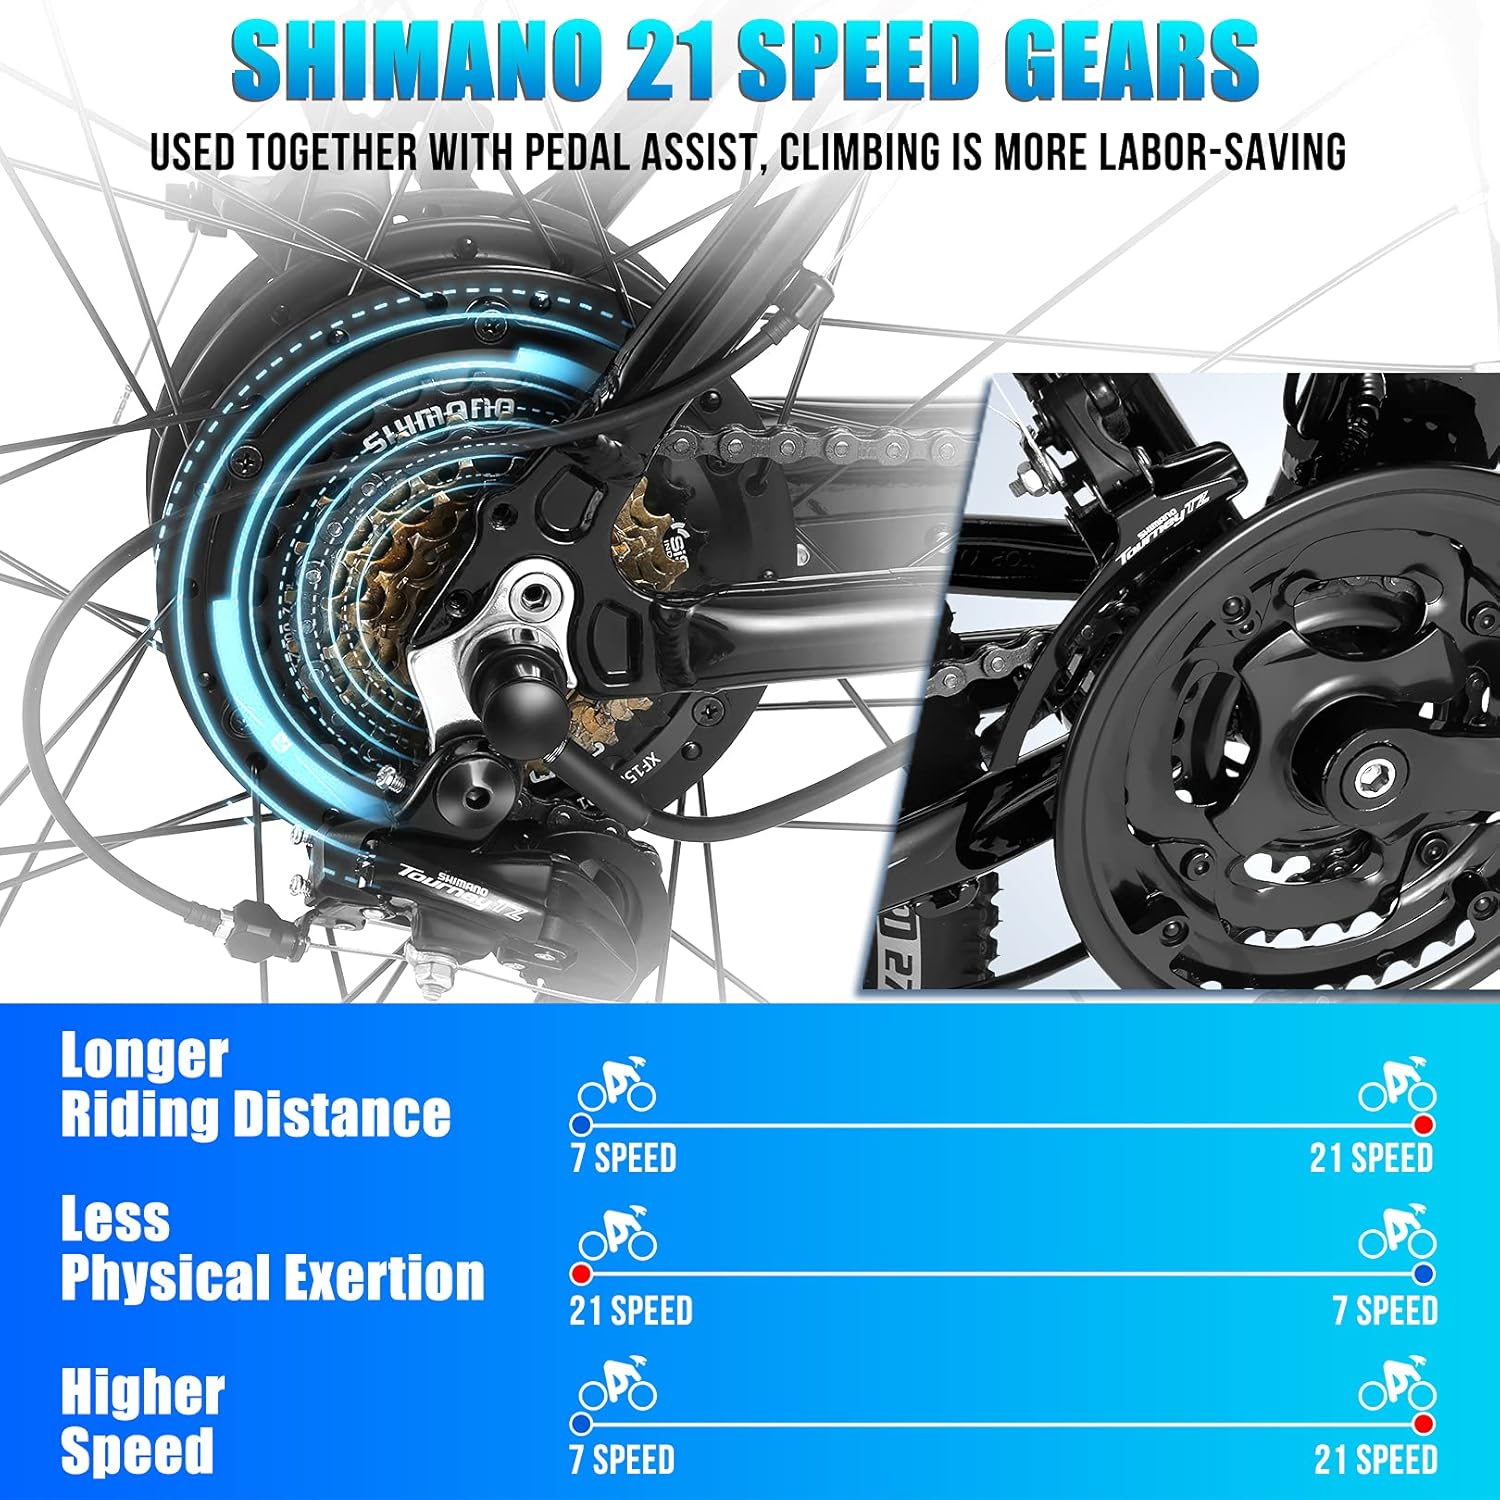 SHIMANO 21 SPEED GEARS
USED TOGETHER WITH PEDAL ASSIST, CLIMBING IS MORE LABOR-SAVING
SHIMANO
SHIMANO
Tourney TZ
XF15
SHIMANO
Tourney TZ
27
Longer
Riding Distance
7 SPEED
21 SPEED
Less
Physical Exertion
21 SPEED
7 SPEED
Higher
Speed
7 SPEED
21 SPEED